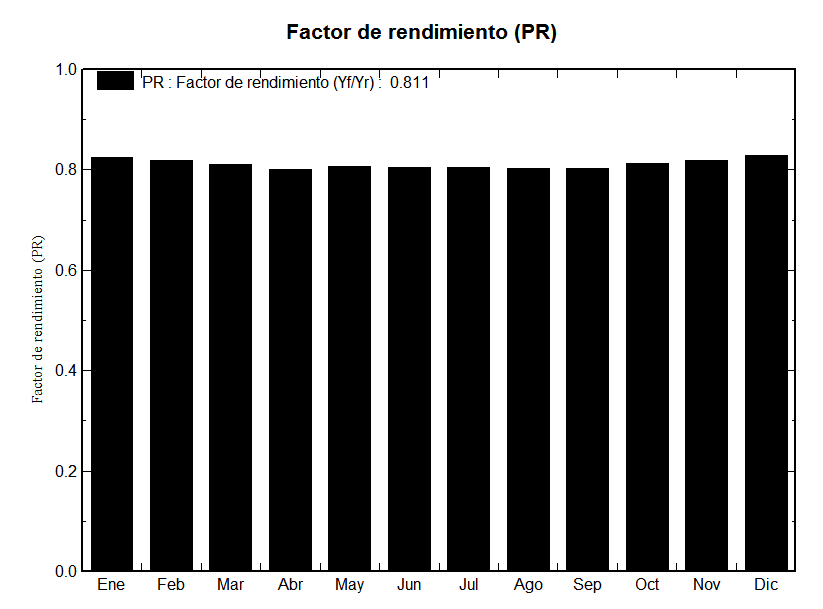 Factor de rendimiento (PR)
PR : Factor de rendimiento (Yf/Yr) : 0.811
Factor de rendimiento (PR)
1.0
0.8
0.6
0.4
0.2
0.0
Ene Feb Mar Abr May Jun Jul Ago Sep Oct Nov Dic